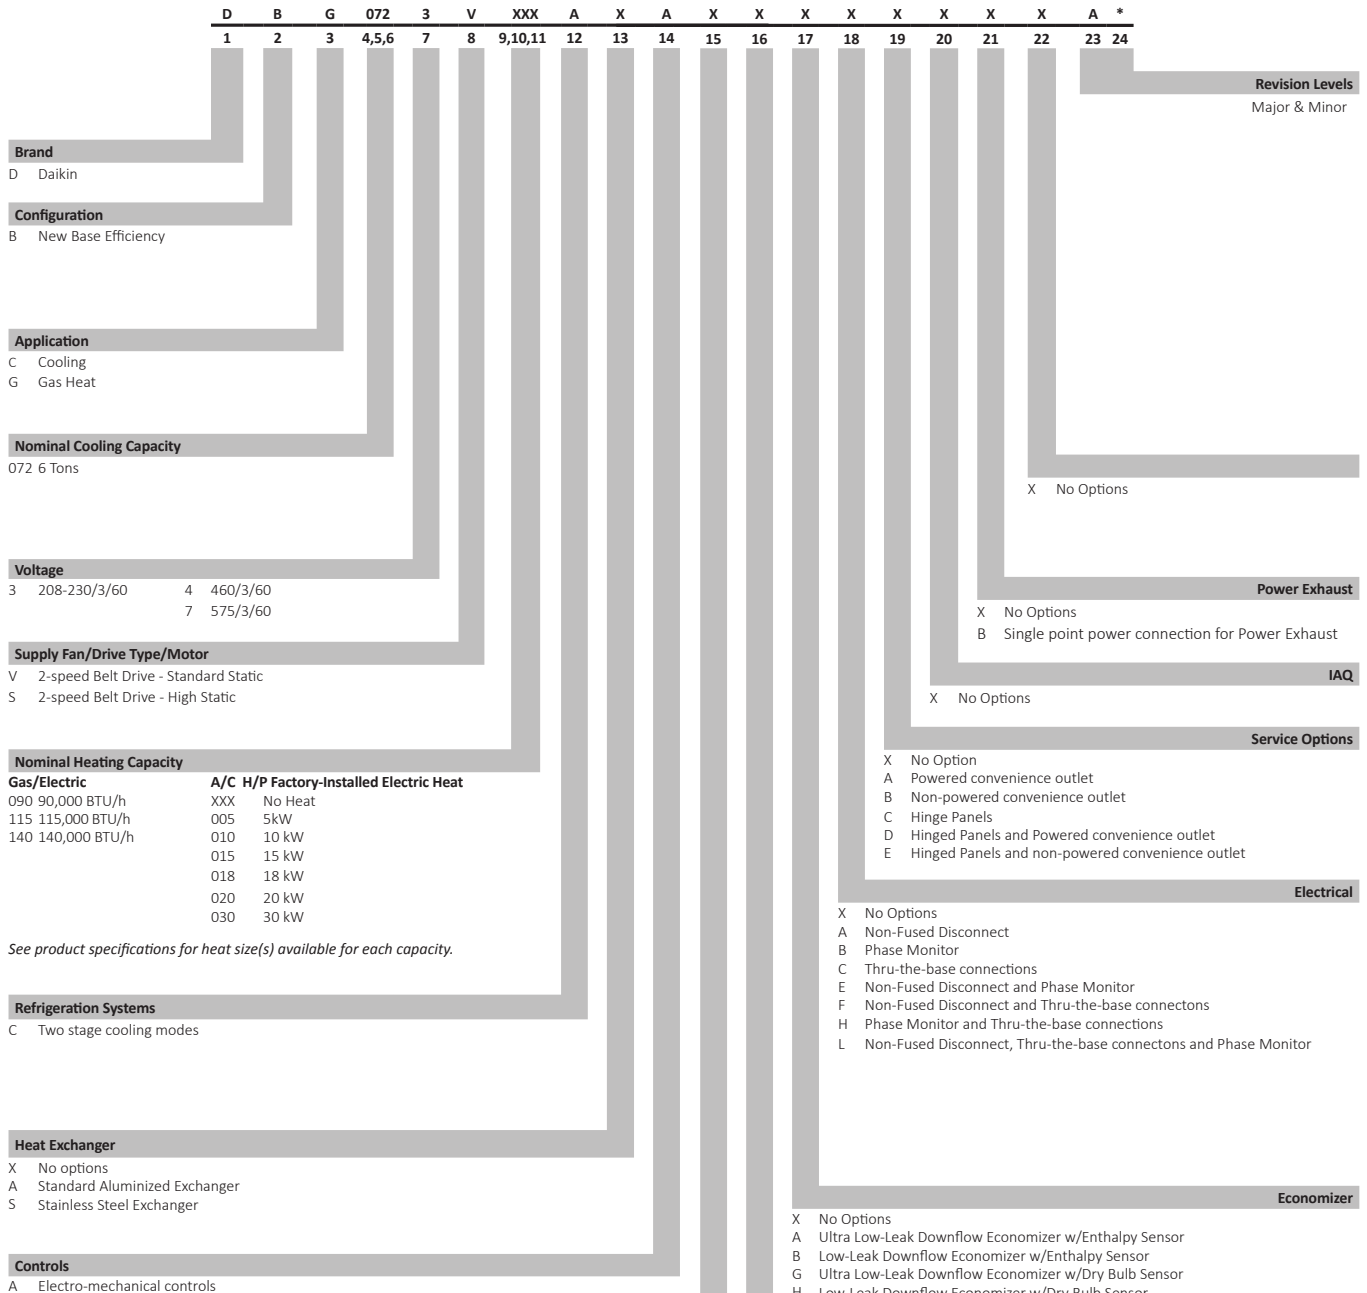 D B G 072 3 V XXX A X A X X X X X X X X A *
1 2 3 4,5,6 7 8 9,10,11 12 13 14 15 16 17 18 19 20 21 22 23 24
Revision Levels
Major & Minor
Brand
D Daikin
Configuration
B New Base Efficiency
Application
C Cooling
G Gas Heat
Nominal Cooling Capacity
072 6 Tons
X No Options
Voltage
3 208-230/3/60 4 460/3/60
7 575/3/60
Power Exhaust
X No Options
B Single point power connection for Power Exhaust
Supply Fan/Drive Type/Motor
V 2-speed Belt Drive - Standard Static
S 2-speed Belt Drive - High Static
IAQ
X No Options
Service Options
X No Option
A Powered convenience outlet
B Non-powered convenience outlet
C Hinge Panels
D Hinged Panels and Powered convenience outlet
E Hinged Panels and non-powered convenience outlet
Nominal Heating Capacity
Gas/Electric A/C H/P Factory-Installed Electric Heat
090 90,000 BTU/h XXX No Heat
115 115,000 BTU/h 005 5kW
140 140,000 BTU/h 010 10 kW
015 15 kW
018 18 kW
020 20 kW
030 30 kW
See product specifications for heat size(s) available for each capacity.
Electrical
X No Options
A Non-Fused Disconnect
B Phase Monitor
C Thru-the-base connections
E Non-Fused Disconnect and Phase Monitor
F Non-Fused Disconnect and Thru-the-base connectons
H Phase Monitor and Thru-the-base connections
L Non-Fused Disconnect, Thru-the-base connectons and Phase Monitor
Refrigeration Systems
C Two stage cooling modes
Heat Exchanger
X No options
A Standard Aluminized Exchanger
S Stainless Steel Exchanger
Economizer
X No Options
A Ultra Low-Leak Downflow Economizer w/Enthalpy Sensor
B Low-Leak Downflow Economizer w/Enthalpy Sensor
G Ultra Low-Leak Downflow Economizer w/Dry Bulb Sensor
H Low-Leak Downflow Economizer w/Dry Bulb Sensor
Controls
A Electro-mechanical controls